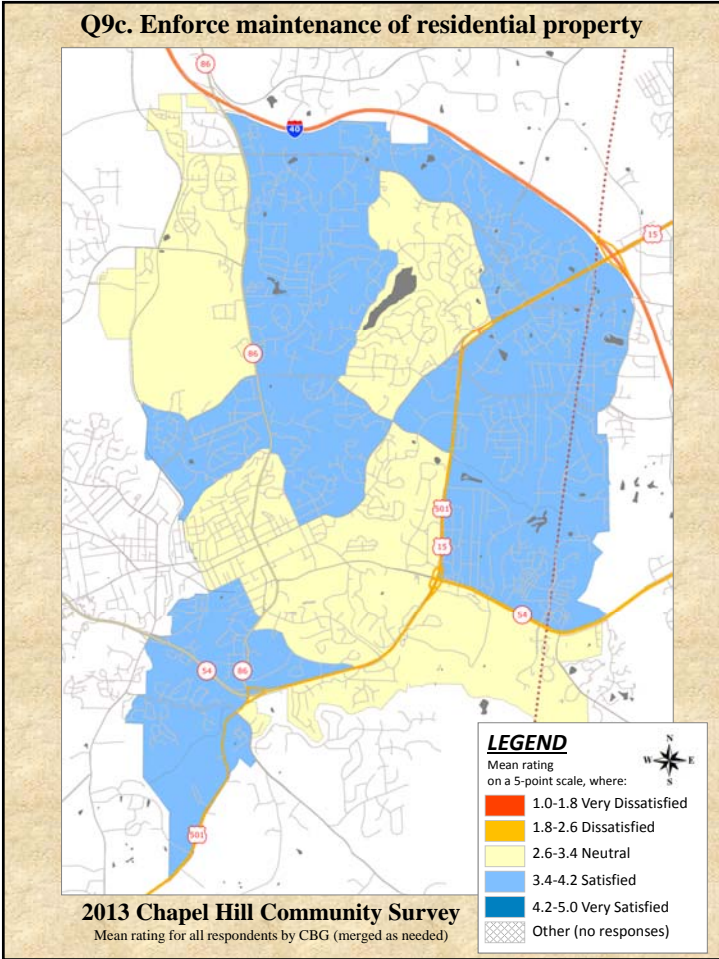 Q9c. Enforce maintenance of residential property
86
40
15
86
501
15
54
54
86
501
LEGEND
Mean rating
on a 5-point scale, where:
N
W E
S
1.0-1.8 Very Dissatisfied
1.8-2.6 Dissatisfied
2.6-3.4 Neutral
3.4-4.2 Satisfied
4.2-5.0 Very Satisfied
Other (no responses)
2013 Chapel Hill Community Survey
Mean rating for all respondents by CBG (merged as needed)